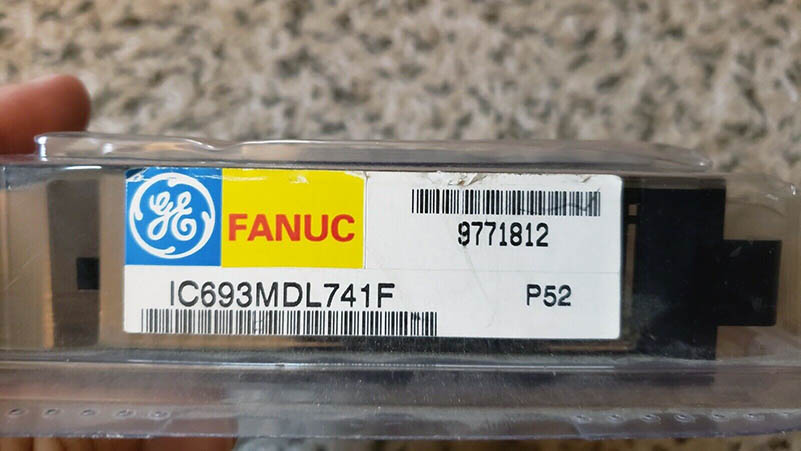 GE
FANUC
9771812
IC693MDL741F
P52